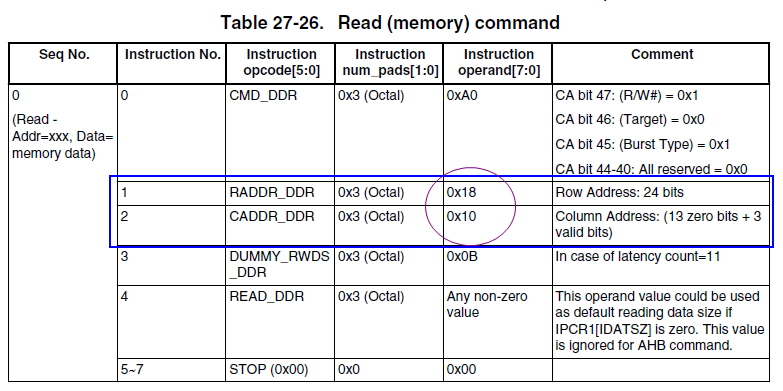 Table 27-26. Read (memory) command
Seq No. Instruction No. Instruction opcode[5:0] Instruction num_pads[1:0] Instruction operand[7:0] Comment
0 (Read - Addr=xxx, Data= memory data) 0 CMD_DDR 0x3 (Octal) 0xA0 CA bit 47: (R/W#) = 0x1
CA bit 46: (Target) = 0x0
CA bit 45: (Burst Type) = 0x1
CA bit 44-40: All reserved = 0x0
1 RADDR_DDR 0x3 (Octal) 0x18 Row Address: 24 bits
2 CADDR_DDR 0x3 (Octal) 0x10 Column Address: (13 zero bits + 3
valid bits)
3 DUMMY_RWDS_DDR 0x3 (Octal) 0x0B In case of latency count=11
4 READ_DDR 0x3 (Octal) Any non-zero value This operand value could be used
as default reading data size if
IPCR1[IDATSZ] is zero. This value
is ignored for AHB command.
5~7 STOP (0x00) 0x0 0x00